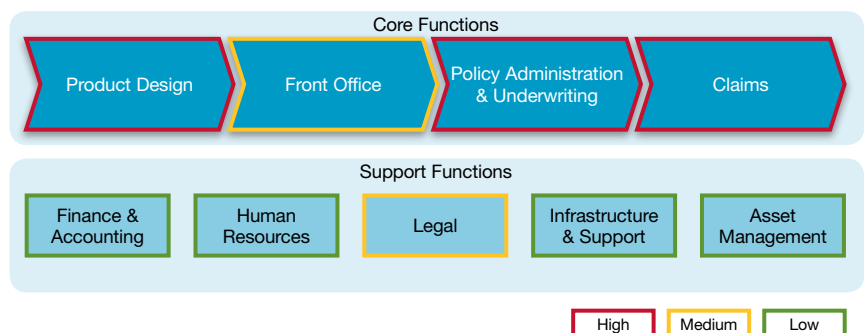 Core Functions
Product Design
Front Office
Policy Administration
& Underwriting
Claims
Support Functions
Finance &
Accounting
Human
Resources
Legal
Infrastructure
& Support
Asset
Management
High
Medium
Low